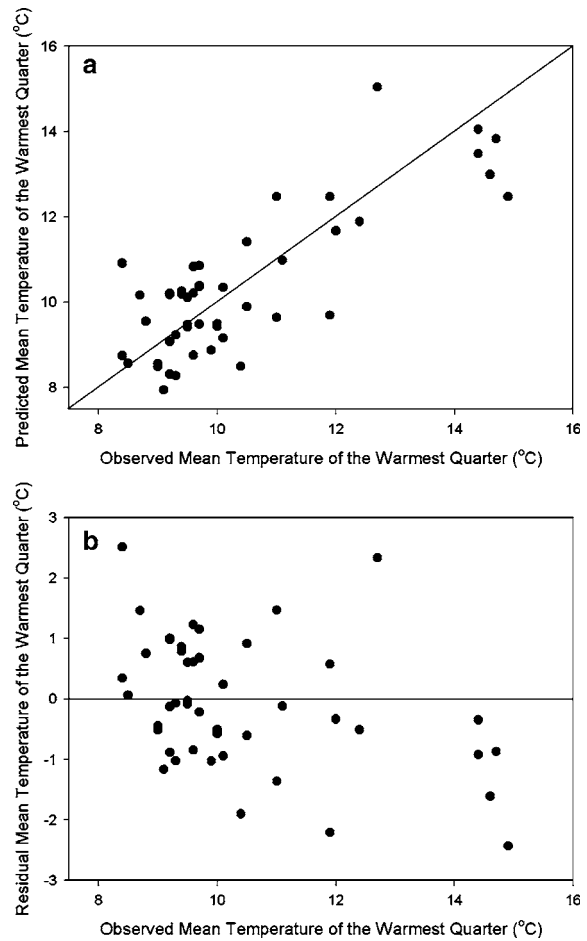 a
Predicted Mean Temperature of the Warmest Quarter (°C)
16
14
12
10
8
8 10 12 14 16
Observed Mean Temperature of the Warmest Quarter (°C)
b
Residual Mean Temperature of the Warmest Quarter (°C)
3
2
1
0
-1
-2
-3
8 10 12 14 16
Observed Mean Temperature of the Warmest Quarter (°C)